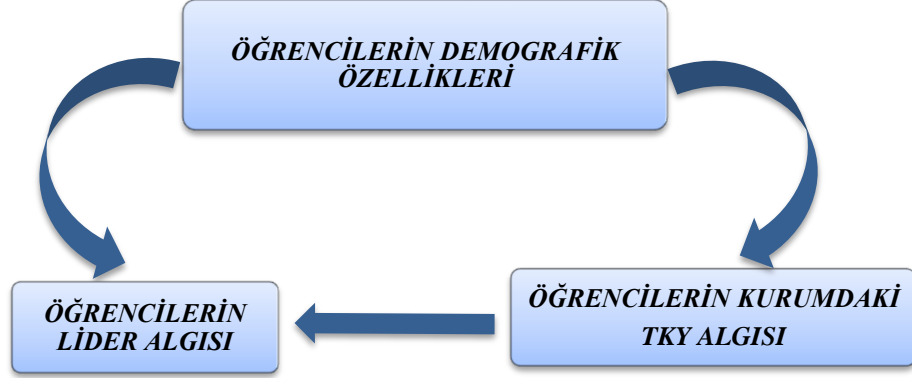 ÖĞRENCİLERİN DEMOGRAFİK
ÖZELLİKLERİ
ÖĞRENCİLERİN
LİDER ALGISI
ÖĞRENCİLERİN KURUMDAKİ
TKY ALGISI